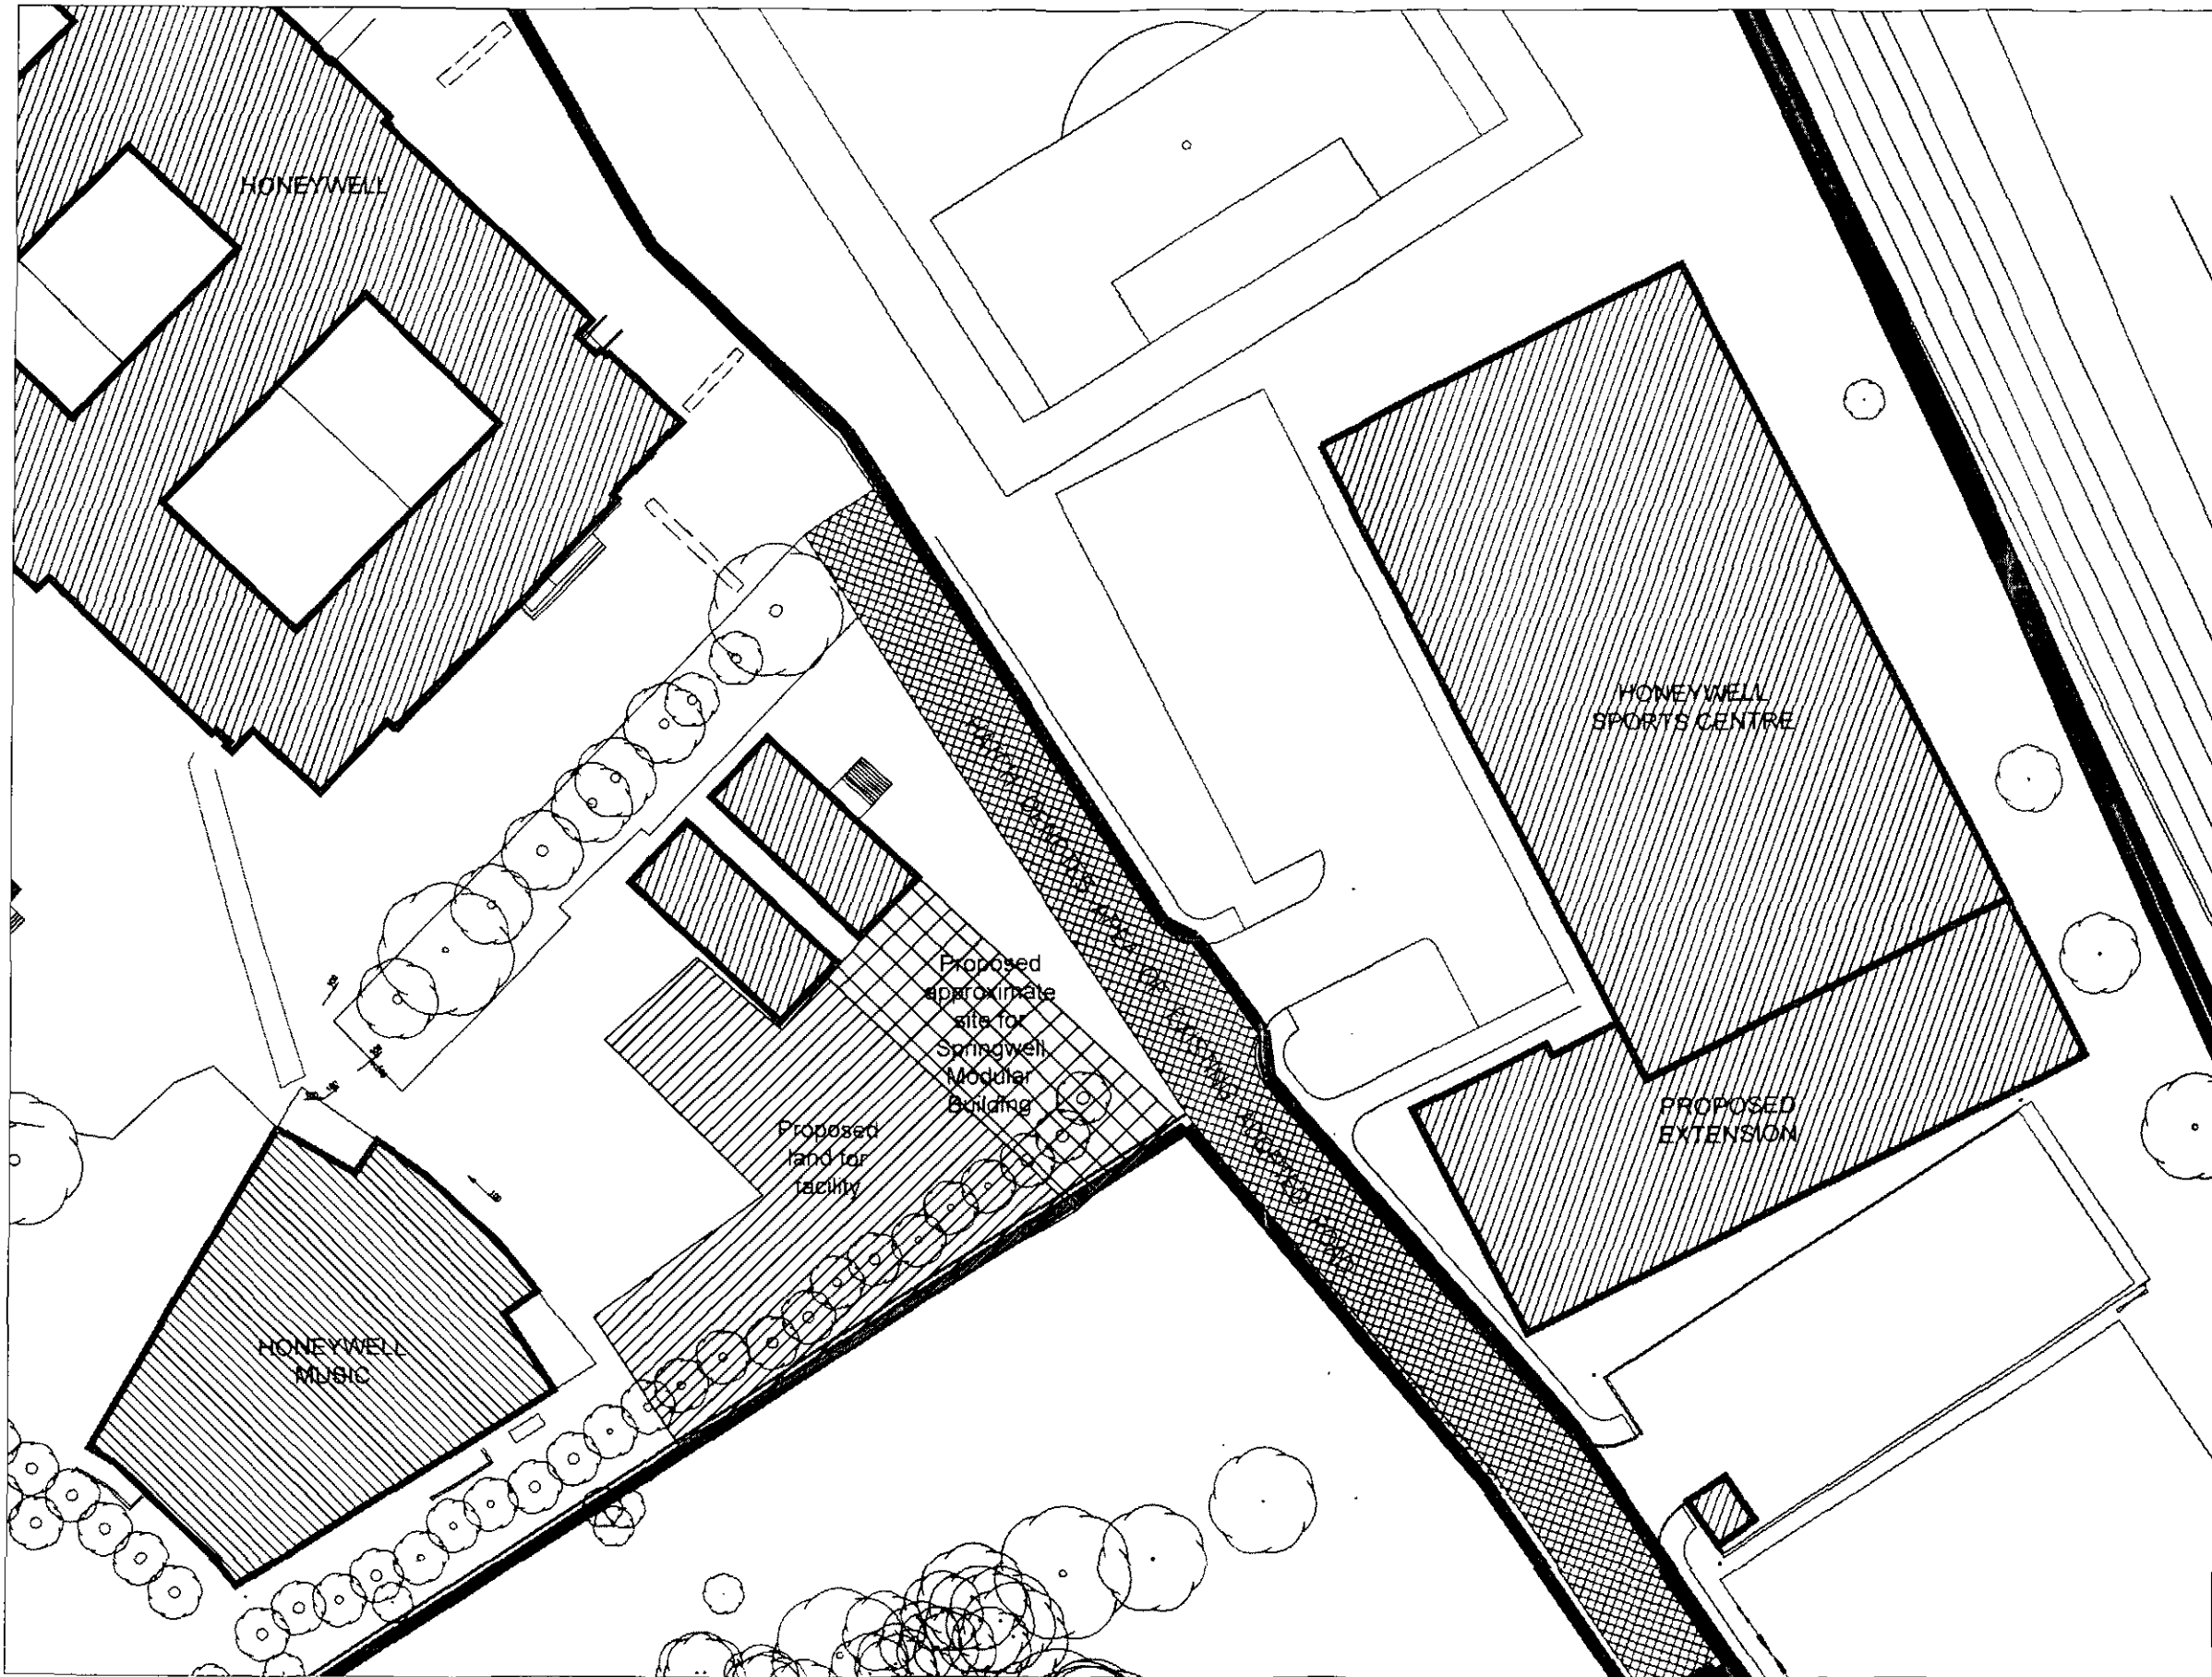 HONEYWELL
HONEYWELL
SPORTS CENTRE
Proposed
approximate
site for
Springwell
Modular
Building
PROPOSED
EXTENSION
Proposed
land for
facility
HONEYWELL
MUSIC